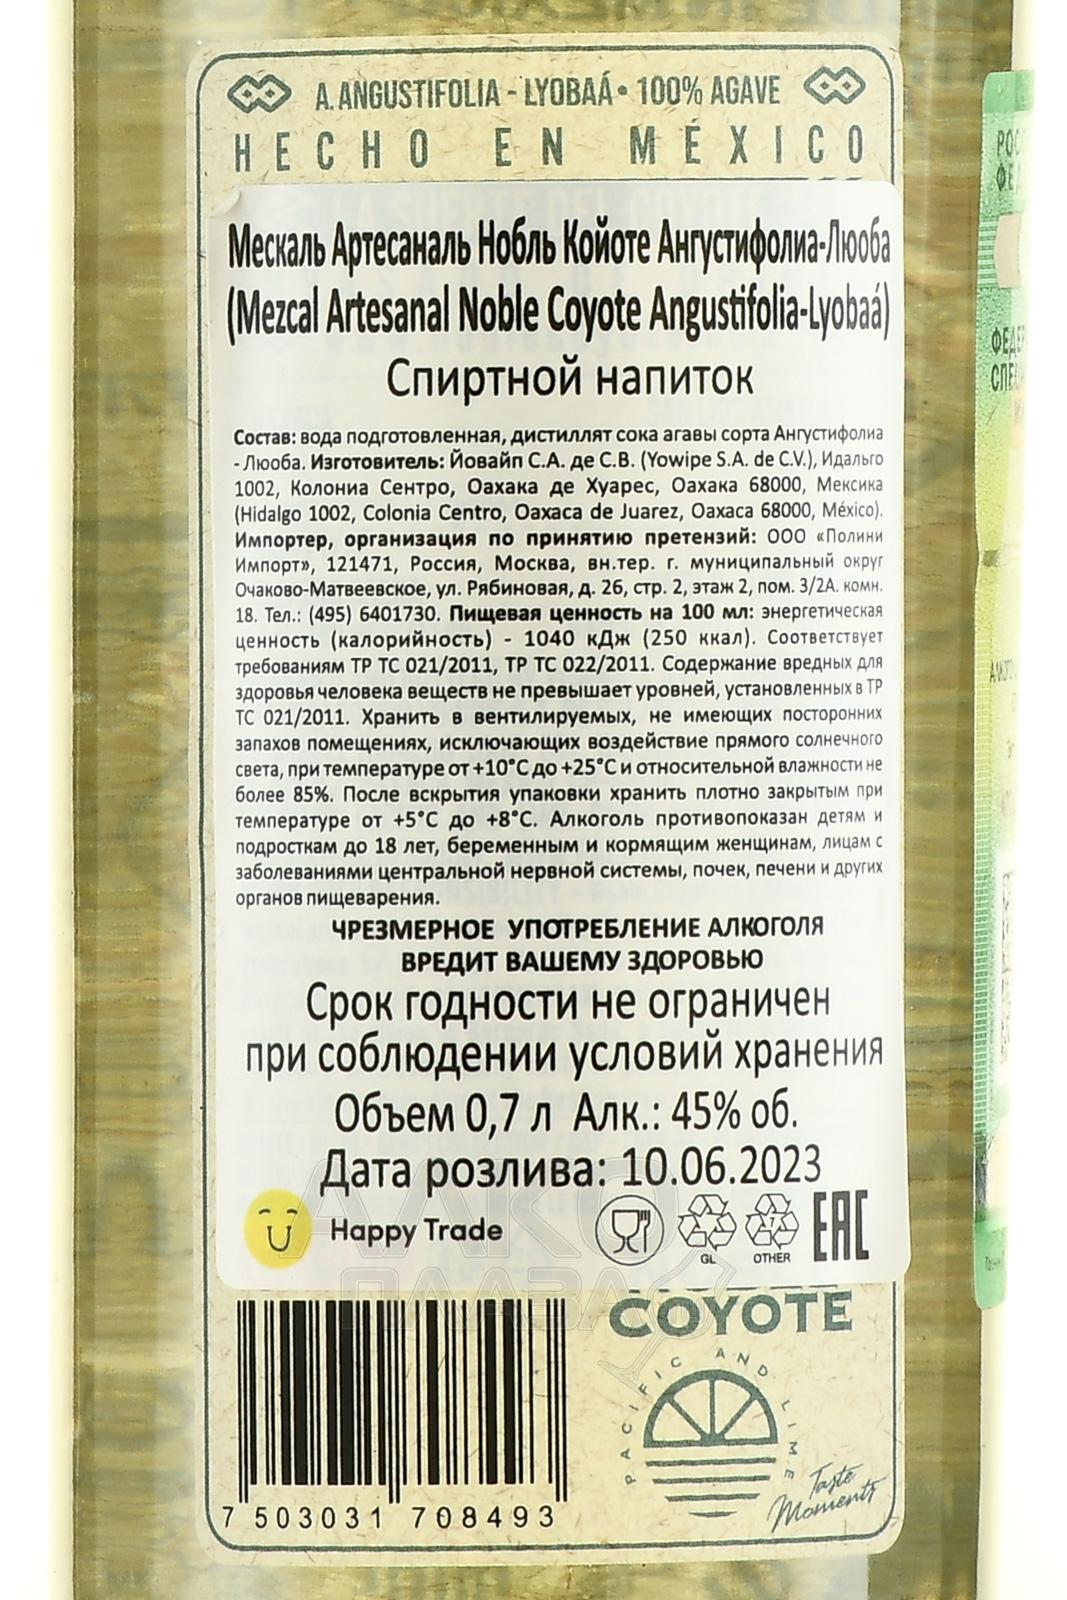 A. ANGUSTIFOLIA - LYOBAÁ • 100% AGAVE
HECHO EN MÉXICO
Мескаль Артесаналь Нобль Койоте Ангустифолиа-Люоба
(Mezcal Artesanal Noble Coyote Angustifolia-Lyobaá)
Спиртной напиток
Состав: вода подготовленная, дистиллят сока агавы сорта Ангустифолиа
- Люоба. Изготовитель: Йовайп С.А. де С.В. (Yowipe S.A. de C.V.), Идальго
1002, Колониа Сентро, Оахака де Хуарес, Оахака 68000, Мексика
(Hidalgo 1002, Colonia Centro, Oaxaca de Juarez, Oaxaca 68000, México).
Импортер, организация по принятию претензий: ООО «Полини
Импорт», 121471, Россия, Москва, вн.тер. г. муниципальный округ
Очаково-Матвеевское, ул. Рябиновая, д. 26, стр. 2, этаж 2, пом. 3/2А. комн.
18. Тел.: (495) 6401730. Пищевая ценность на 100 мл: энергетическая
ценность (калорийность) - 1040 кДж (250 ккал). Соответствует
требованиям ТР ТС 021/2011, ТР ТС 022/2011. Содержание вредных для
здоровья человека веществ не превышает уровней, установленных в ТР
ТС 021/2011. Хранить в вентилируемых, не имеющих посторонних
запахов помещениях, исключающих воздействие прямого солнечного
света, при температуре от +10°С до +25°С и относительной влажности не
более 85%. После вскрытия упаковки хранить плотно закрытым при
температуре от +5°С до +8°С. Алкоголь противопоказан детям и
подросткам до 18 лет, беременным и кормящим женщинам, лицам с
заболеваниями центральной нервной системы, почек, печени и других
органов пищеварения.
ЧРЕЗМЕРНОЕ УПОТРЕБЛЕНИЕ АЛКОГОЛЯ
ВРЕДИТ ВАШЕМУ ЗДОРОВЬЮ
Срок годности не ограничен
при соблюдении условий хранения
Объем 0,7 л Алк.: 45% об.
Дата розлива: 10.06.2023
Happy Trade
GL
7
OTHER
EAC
АЛКО
ПЛАЗА
COYOTE
PACIFIC AND LIME
Taste
Moments
7 503031 708493